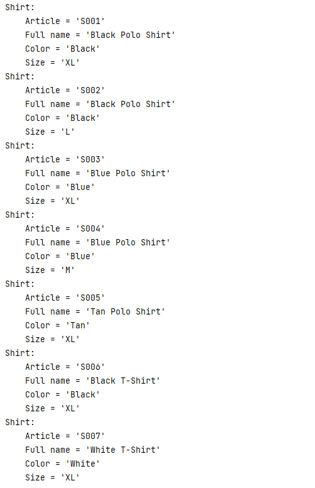 Shirt:
    Article = 'S001'
    Full name = 'Black Polo Shirt'
    Color = 'Black'
    Size = 'XL'
Shirt:
    Article = 'S002'
    Full name = 'Black Polo Shirt'
    Color = 'Black'
    Size = 'L'
Shirt:
    Article = 'S003'
    Full name = 'Blue Polo Shirt'
    Color = 'Blue'
    Size = 'XL'
Shirt:
    Article = 'S004'
    Full name = 'Blue Polo Shirt'
    Color = 'Blue'
    Size = 'M'
Shirt:
    Article = 'S005'
    Full name = 'Tan Polo Shirt'
    Color = 'Tan'
    Size = 'XL'
Shirt:
    Article = 'S006'
    Full name = 'Black T-Shirt'
    Color = 'Black'
    Size = 'XL'
Shirt:
    Article = 'S007'
    Full name = 'White T-Shirt'
    Color = 'White'
    Size = 'XL'